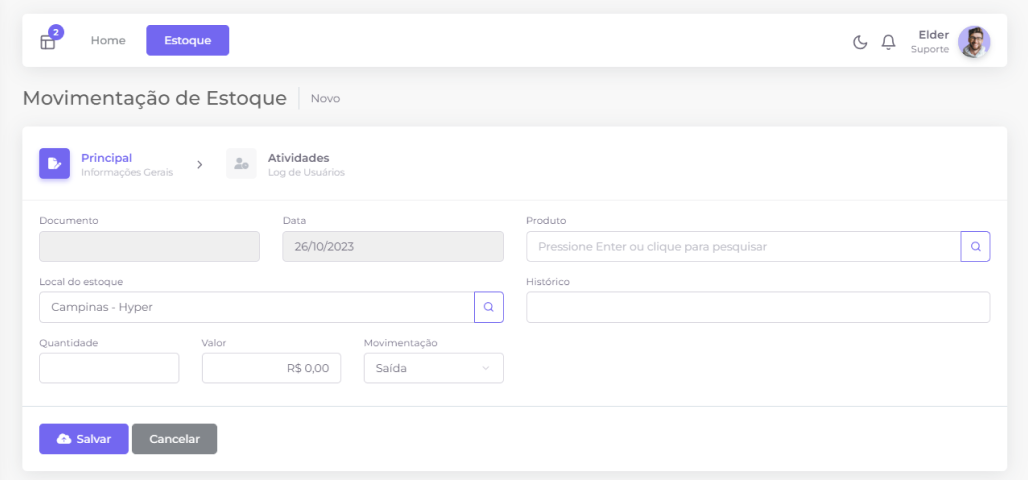 2
Home
Estoque
Elder
Suporte
Movimentação de Estoque
Novo
Principal
Informações Gerais
Atividades
Log de Usuários
Documento
Data
Produto
26/10/2023
Pressione Enter ou clique para pesquisar
Local do estoque
Histórico
Campinas - Hyper
Quantidade
Valor
Movimentação
R$ 0,00
Saída
Salvar
Cancelar